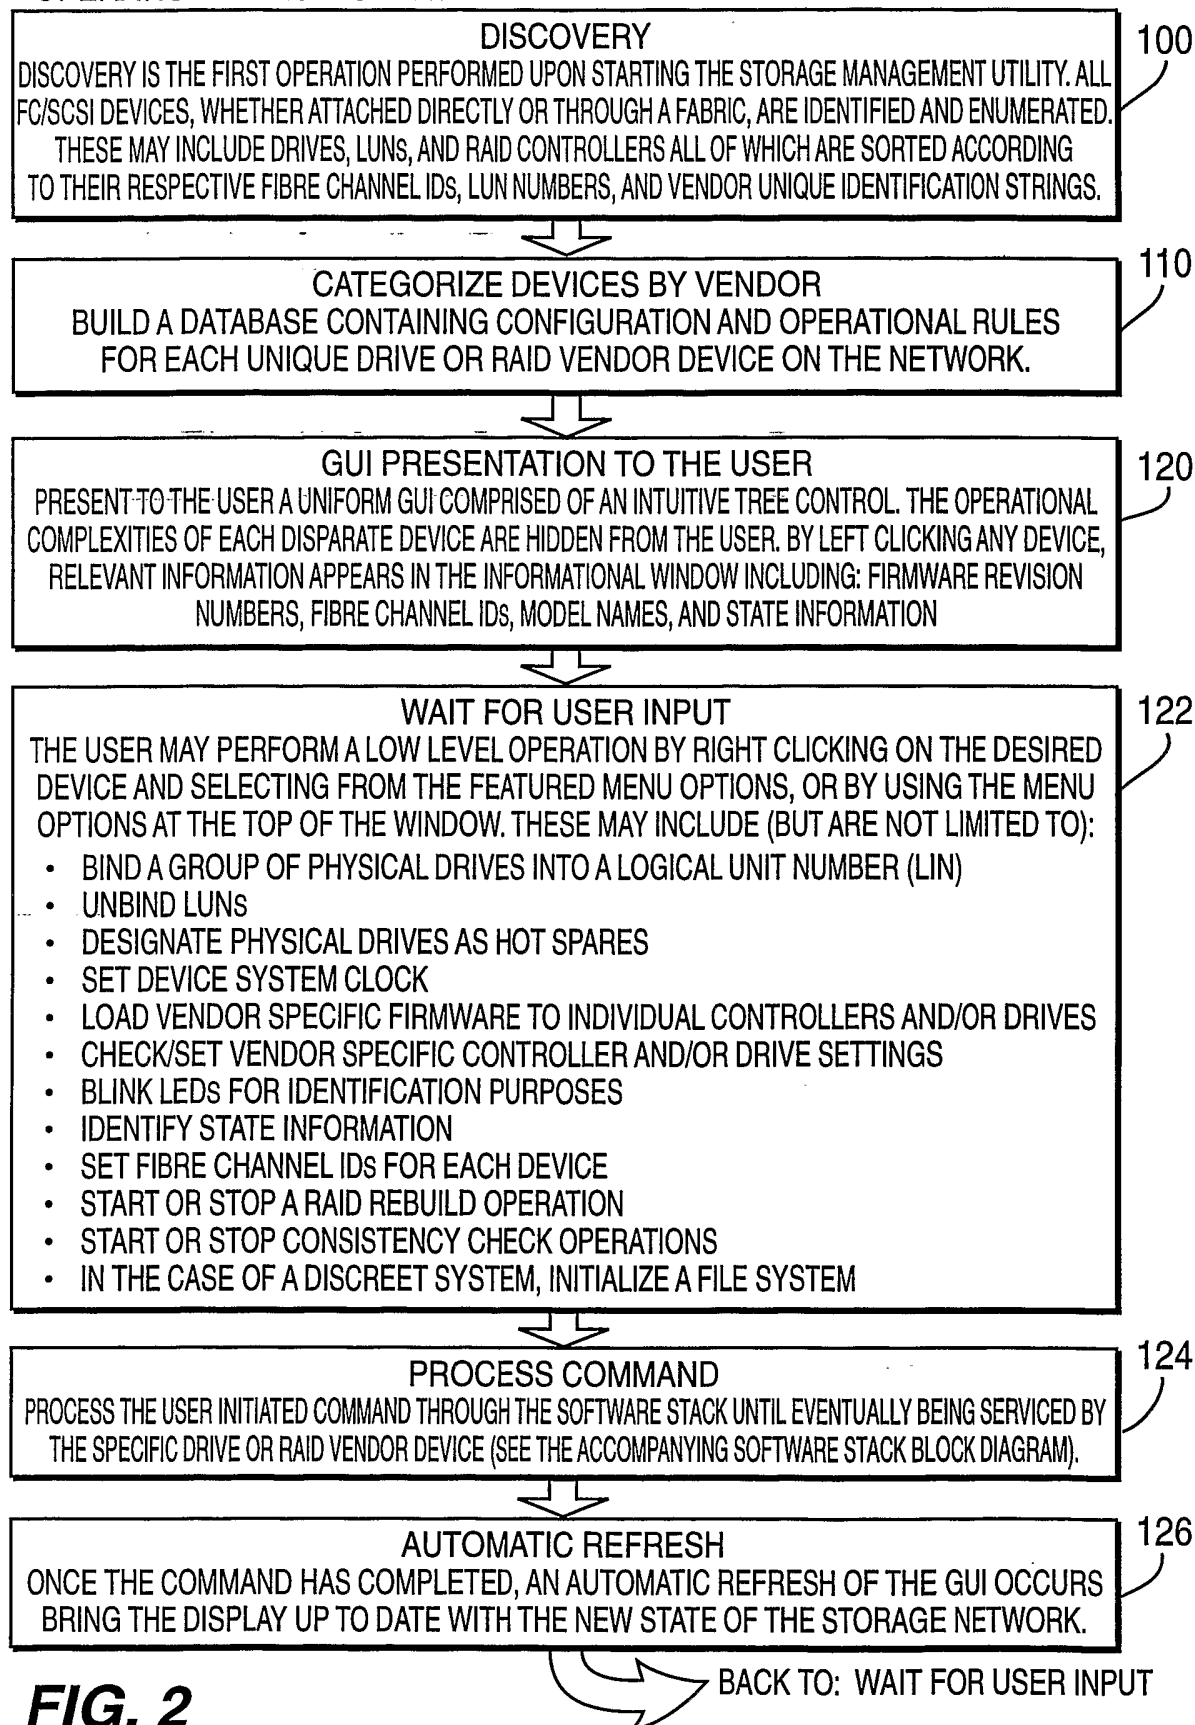 DISCOVERY
100
DISCOVERY IS THE FIRST OPERATION PERFORMED UPON STARTING THE STORAGE MANAGEMENT UTILITY. ALL
FC/SCSI DEVICES, WHETHER ATTACHED DIRECTLY OR THROUGH A FABRIC, ARE IDENTIFIED AND ENUMERATED.
THESE MAY INCLUDE DRIVES, LUNs, AND RAID CONTROLLERS ALL OF WHICH ARE SORTED ACCORDING
TO THEIR RESPECTIVE FIBRE CHANNEL IDs, LUN NUMBERS, AND VENDOR UNIQUE IDENTIFICATION STRINGS.
110
CATEGORIZE DEVICES BY VENDOR
BUILD A DATABASE CONTAINING CONFIGURATION AND OPERATIONAL RULES
FOR EACH UNIQUE DRIVE OR RAID VENDOR DEVICE ON THE NETWORK.
GUI PRESENTATION TO THE USER
120
PRESENT TO THE USER A UNIFORM GUI COMPRISED OF AN INTUITIVE TREE CONTROL. THE OPERATIONAL
COMPLEXITIES OF EACH DISPARATE DEVICE ARE HIDDEN FROM THE USER. BY LEFT CLICKING ANY DEVICE,
RELEVANT INFORMATION APPEARS IN THE INFORMATIONAL WINDOW INCLUDING: FIRMWARE REVISION
NUMBERS, FIBRE CHANNEL IDs, MODEL NAMES, AND STATE INFORMATION
WAIT FOR USER INPUT
122
THE USER MAY PERFORM A LOW LEVEL OPERATION BY RIGHT CLICKING ON THE DESIRED
DEVICE AND SELECTING FROM THE FEATURED MENU OPTIONS, OR BY USING THE MENU
OPTIONS AT THE TOP OF THE WINDOW. THESE MAY INCLUDE (BUT ARE NOT LIMITED TO):
• BIND A GROUP OF PHYSICAL DRIVES INTO A LOGICAL UNIT NUMBER (LIN)
• UNBIND LUNs
• DESIGNATE PHYSICAL DRIVES AS HOT SPARES
• SET DEVICE SYSTEM CLOCK
• LOAD VENDOR SPECIFIC FIRMWARE TO INDIVIDUAL CONTROLLERS AND/OR DRIVES
• CHECK/SET VENDOR SPECIFIC CONTROLLER AND/OR DRIVE SETTINGS
• BLINK LEDs FOR IDENTIFICATION PURPOSES
• IDENTIFY STATE INFORMATION
• SET FIBRE CHANNEL IDs FOR EACH DEVICE
• START OR STOP A RAID REBUILD OPERATION
• START OR STOP CONSISTENCY CHECK OPERATIONS
• IN THE CASE OF A DISCREET SYSTEM, INITIALIZE A FILE SYSTEM
124
PROCESS COMMAND
PROCESS THE USER INITIATED COMMAND THROUGH THE SOFTWARE STACK UNTIL EVENTUALLY BEING SERVICED BY
THE SPECIFIC DRIVE OR RAID VENDOR DEVICE (SEE THE ACCOMPANYING SOFTWARE STACK BLOCK DIAGRAM).
126
AUTOMATIC REFRESH
ONCE THE COMMAND HAS COMPLETED, AN AUTOMATIC REFRESH OF THE GUI OCCURS
BRING THE DISPLAY UP TO DATE WITH THE NEW STATE OF THE STORAGE NETWORK.
BACK TO: WAIT FOR USER INPUT
FIG. 2